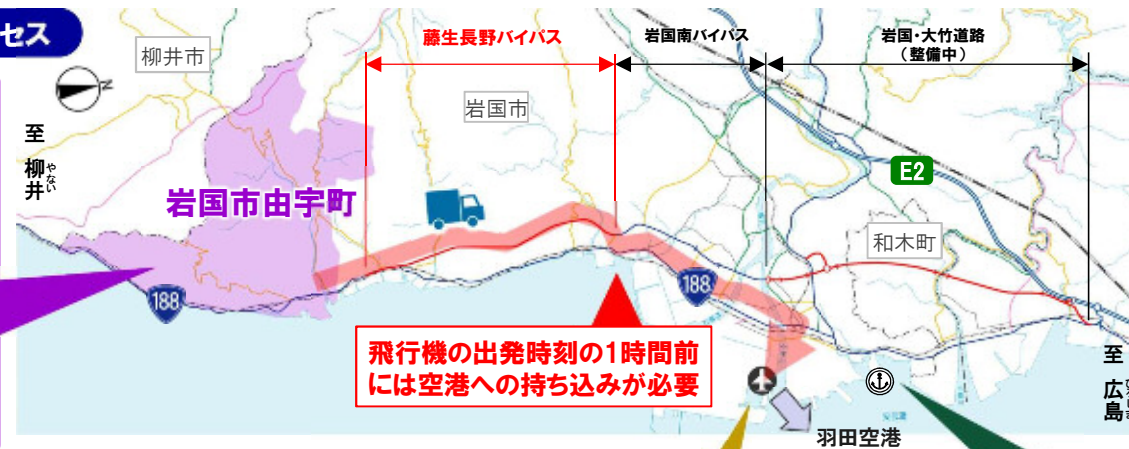 セス
柳井市
N
至
柳井
やない
岩国市由宇町
188
藤生長野バイパス
岩国南バイパス
岩国・大竹道路
（整備中）
岩国市
E2
和木町
188
飛行機の出発時刻の1時間前
には空港への持ち込みが必要
羽田空港
至
広島